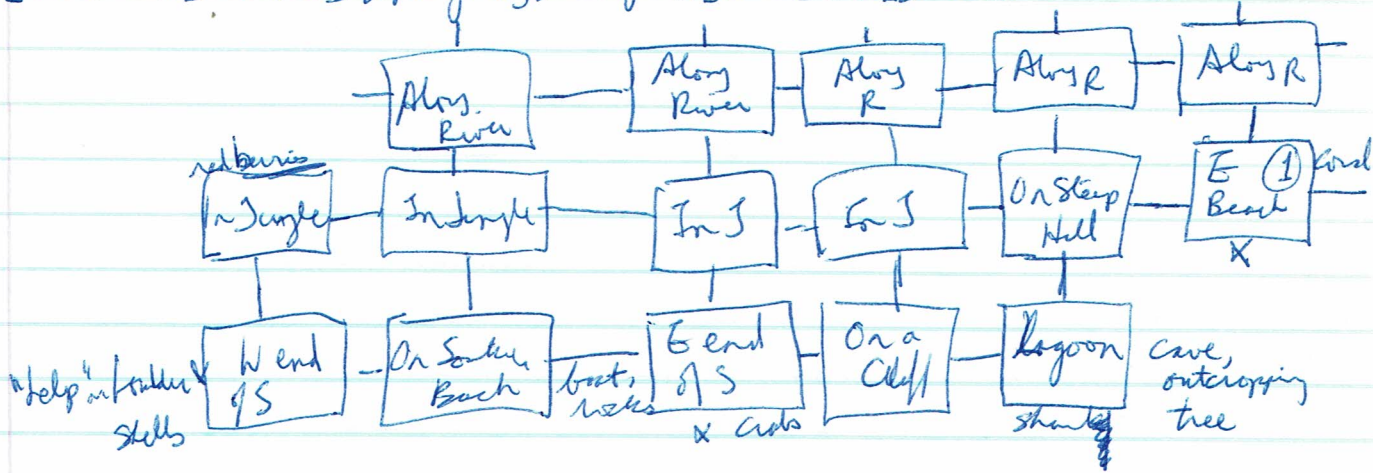 Along River
Along River
Along R
Along R
Along R
red berries
In Jungle
In Jungle
In J
In J
On Steep Hill
E Beach
1
Coral
X
"help" in boulder
shells
W end of S
On Southern Beach
boat, rocks
E end of S
X crabs
On a Cliff
Lagoon
cave, outcropping tree